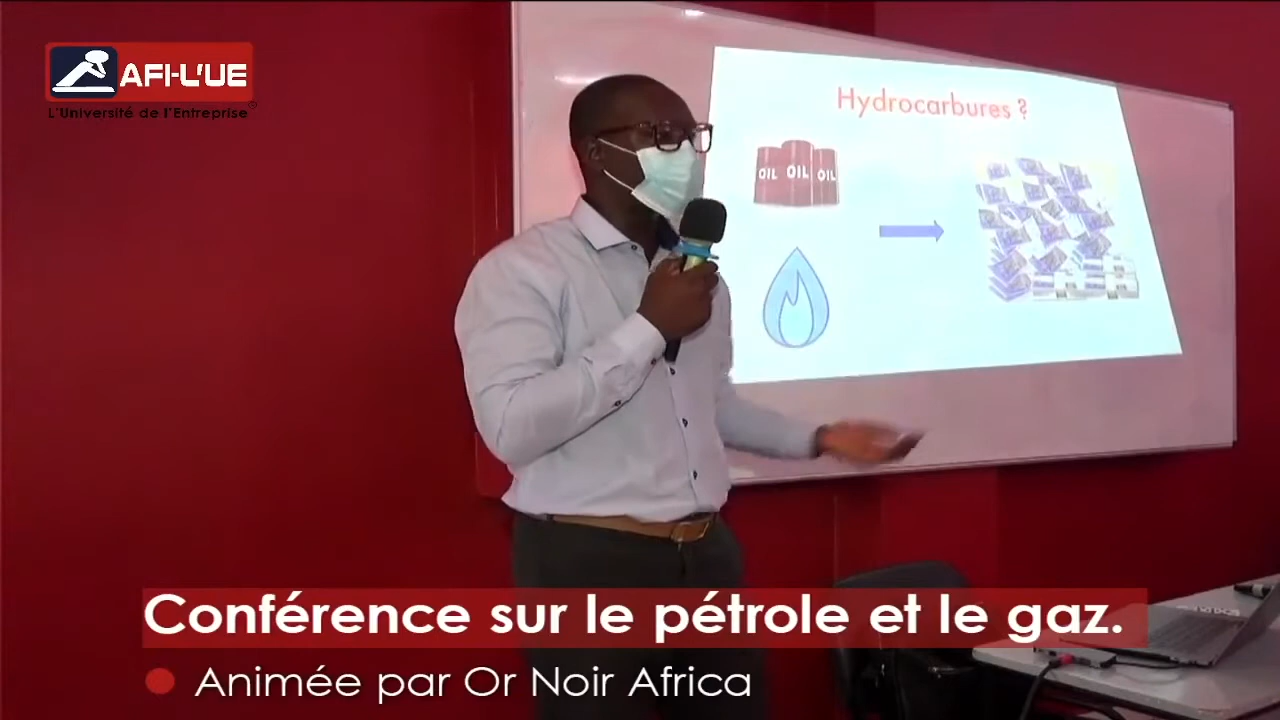 AFI-L'UE
L'Université de l'Entreprise®
Hydrocarbures ?
OIL OIL OIL
Conférence sur le pétrole et le gaz.
Animée par Or Noir Africa